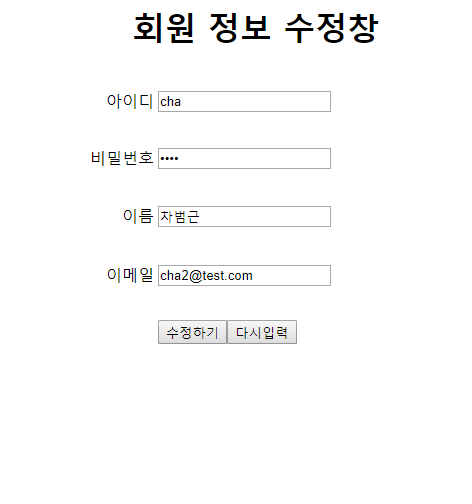 회원 정보 수정창
아이디 cha
비밀번호 ••••
이름 차범근
이메일 cha2@test.com
수정하기 다시입력